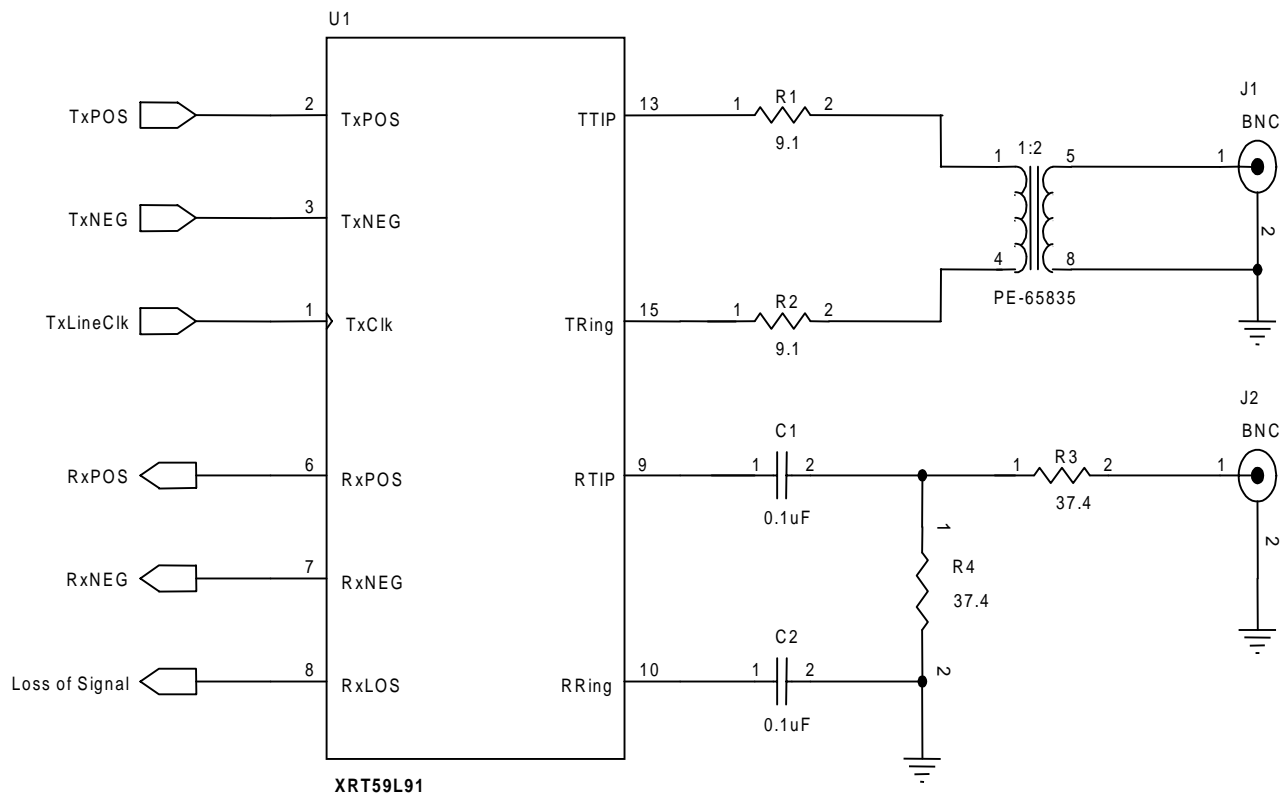 U1
TxPOS 2 TxPOS
TTIP 13 1 R1 2
9.1
1:2
1 5
4 8
PE-65835
J1
BNC
1
2
TxNEG 3 TxNEG
TxLineClk 1 TxClk
TRing 15 1 R2 2
9.1
RxPOS 6 RxPOS
RTIP 9 1 C1 2
0.1uF
1 R3 2
37.4
J2
BNC
1
2
RxNEG 7 RxNEG
1
R4
37.4
2
Loss of Signal 8 RxLOS
RRing 10 1 C2 2
0.1uF
XRT59L91